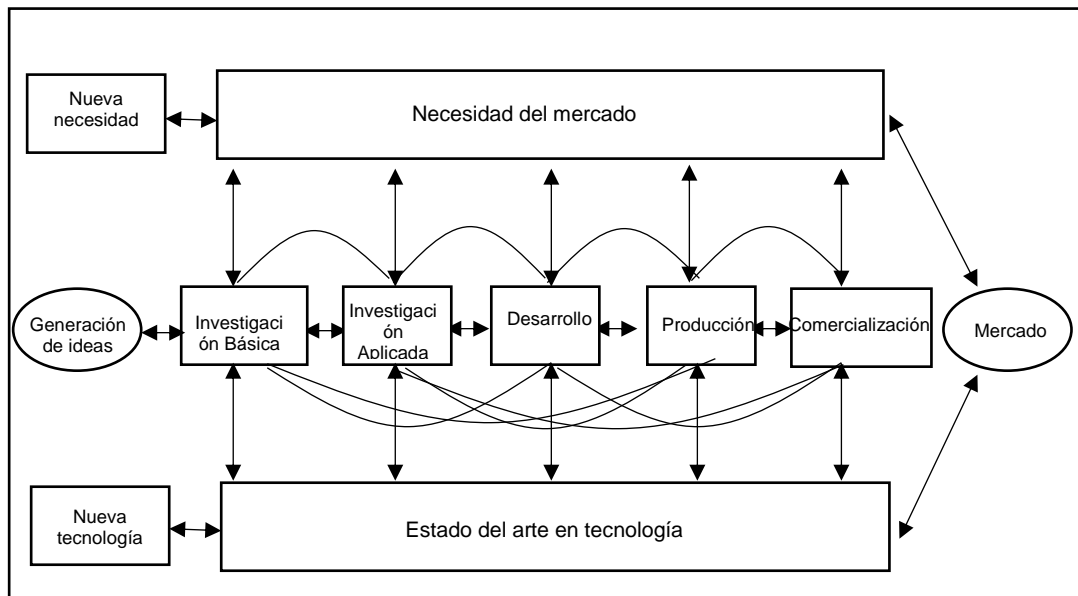 Nueva
necesidad
Necesidad del mercado
Generación
de ideas
Investigaci
ón Básica
Investigaci
ón
Aplicada
Desarrollo
Producción
Comercialización
Mercado
Nueva
tecnología
Estado del arte en tecnología